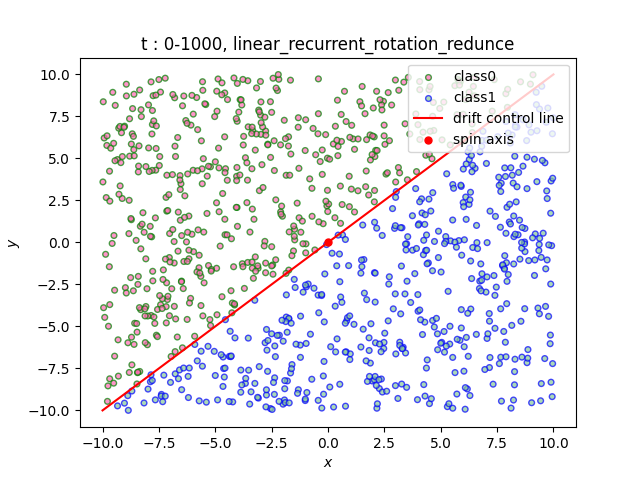 t : 0-1000, linear_recurrent_rotation_redunce
class0
class1
drift control line
spin axis
10.0
7.5
5.0
2.5
0.0
−2.5
−5.0
−7.5
−10.0
y
−10.0 −7.5 −5.0 −2.5 0.0 2.5 5.0 7.5 10.0
x